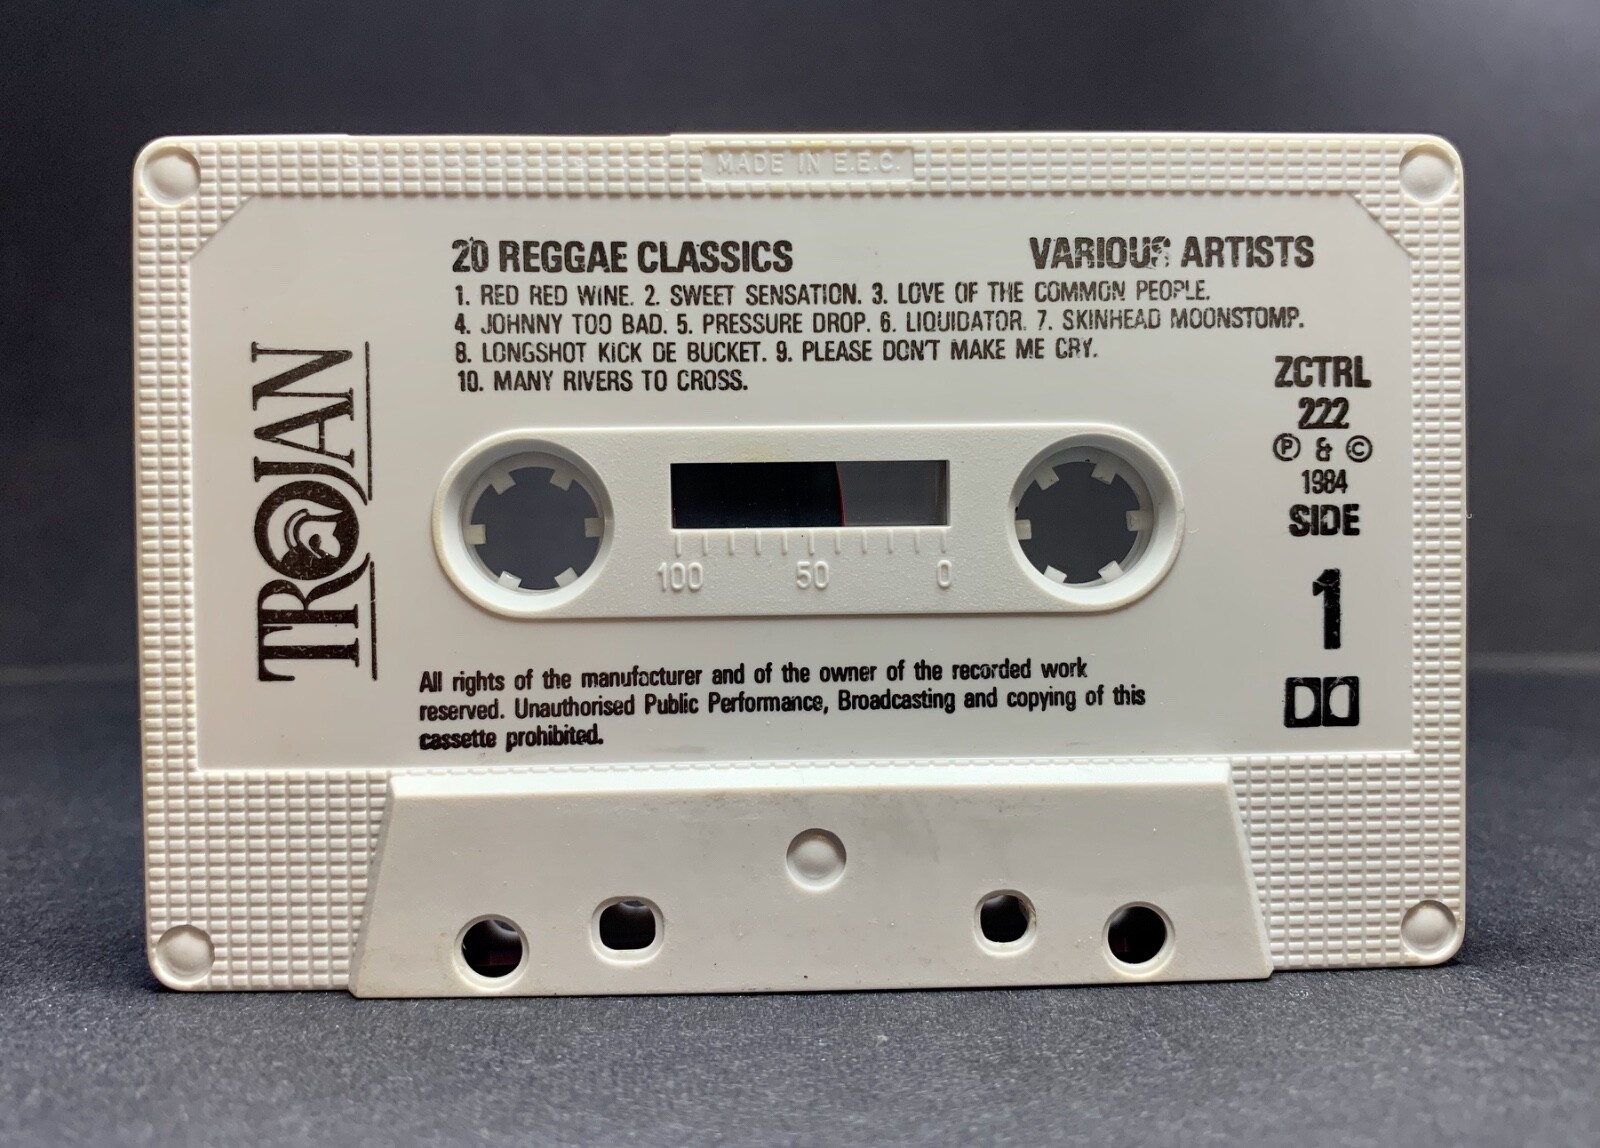 MADE IN E.E.C.
20 REGGAE CLASSICS VARIOUS ARTISTS
1. RED RED WINE. 2. SWEET SENSATION. 3. LOVE OF THE COMMON PEOPLE.
4. JOHNNY TOO BAD. 5. PRESSURE DROP. 6. LIQUIDATOR. 7. SKINHEAD MOONSTOMP.
8. LONGSHOT KICK DE BUCKET. 9. PLEASE DON'T MAKE ME CRY.
10. MANY RIVERS TO CROSS.
TROJAN
ZCTRL
222
Ⓟ & ©
1984
SIDE
1
100 50 0
All rights of the manufacturer and of the owner of the recorded work
reserved. Unauthorised Public Performance, Broadcasting and copying of this
cassette prohibited.